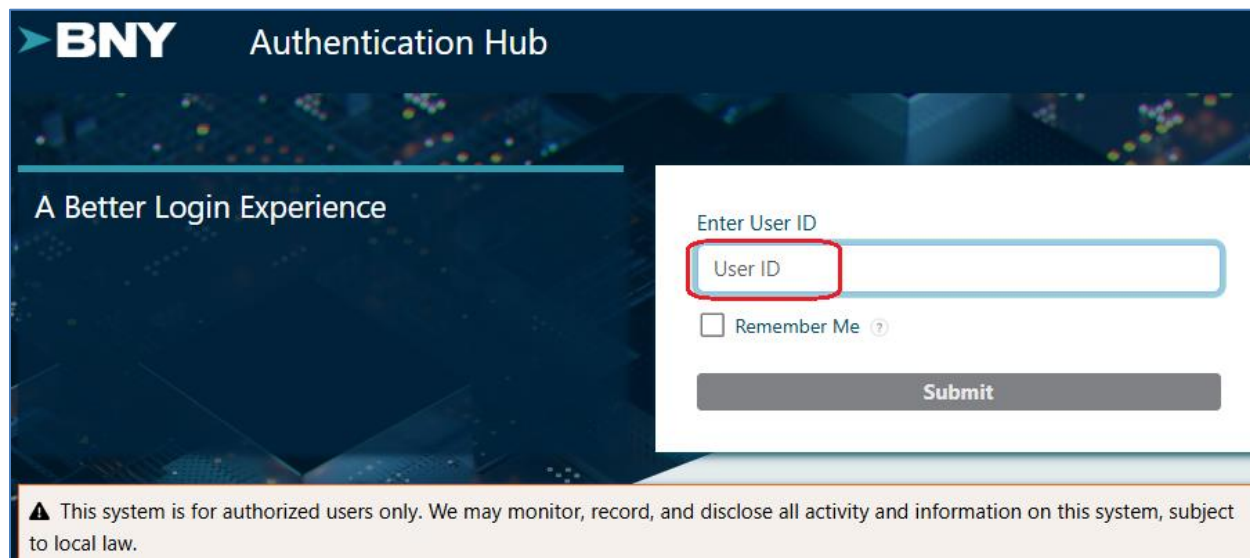 BNY Authentication Hub
A Better Login Experience
Enter User ID
User ID
Remember Me ?
Submit
This system is for authorized users only. We may monitor, record, and disclose all activity and information on this system, subject
to local law.